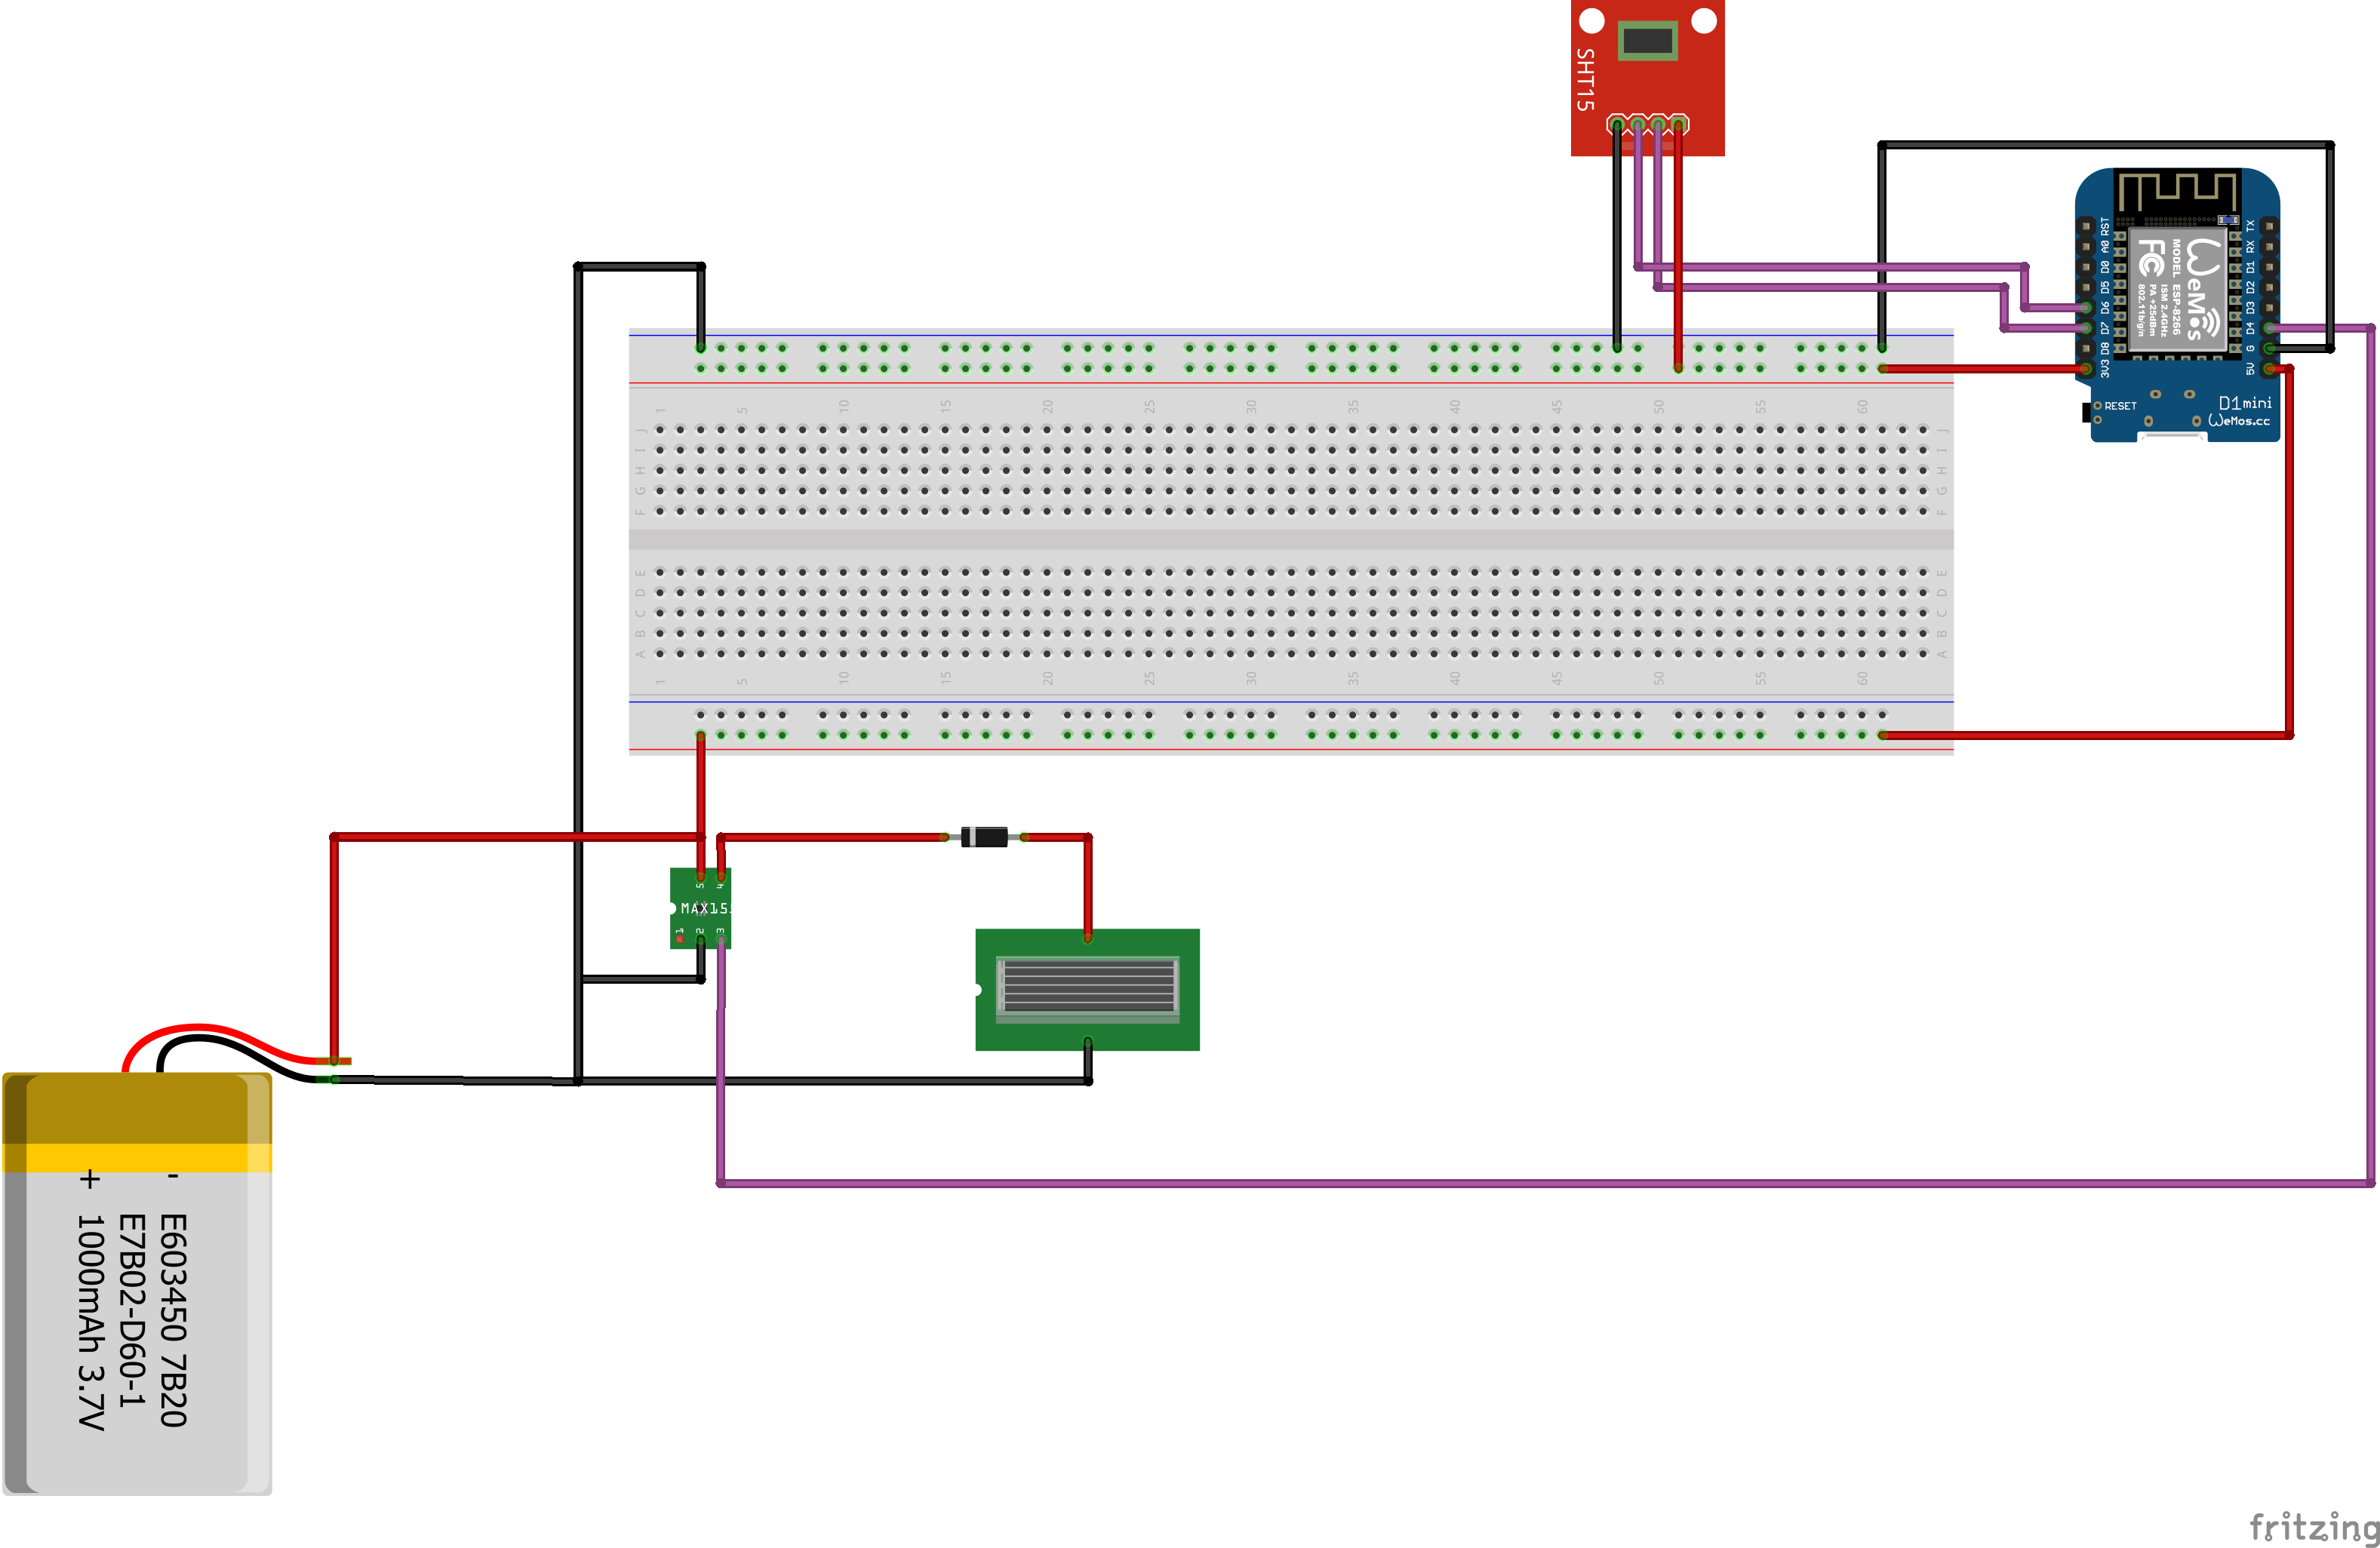 SHT15
RST
A0
D0
D5
D6
D7
D8
3V3
TX
RX
D1
D2
D3
D4
G
5V
WeMos
MODEL ESP-8266
ISM 2.4GHz
PA +25dBm
802.11b/g/n
FC
RESET
D1mini
WeMos.cc
1 5 10 15 20 25 30 35 40 45 50 55 60
J J
I I
H H
G G
F F
E E
D D
C C
B B
A A
1 5 10 15 20 25 30 35 40 45 50 55 60
5 4
MAX155
1 2 3
- E603450 7B20
E7B02-D60-1
+ 1000mAh 3.7V
fritzing